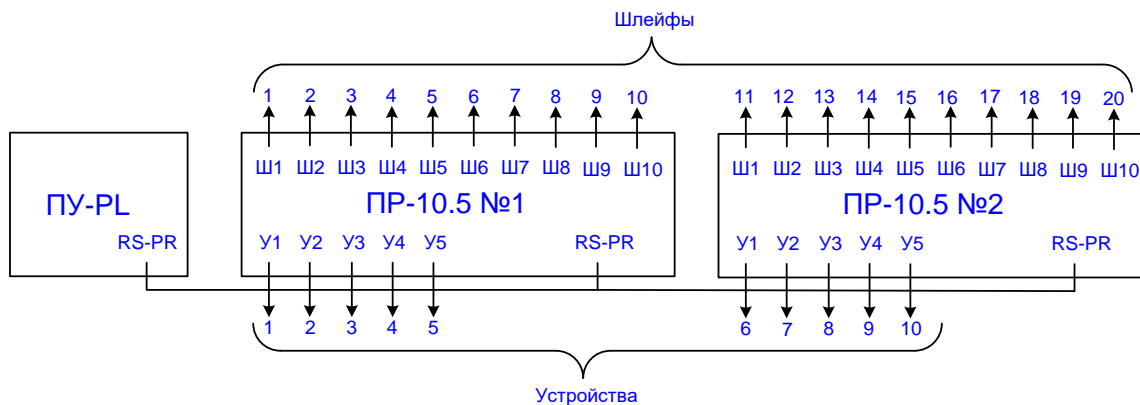 Шлейфы
1 2 3 4 5 6 7 8 9 10 11 12 13 14 15 16 17 18 19 20
Ш1 Ш2 Ш3 Ш4 Ш5 Ш6 Ш7 Ш8 Ш9 Ш10 Ш1 Ш2 Ш3 Ш4 Ш5 Ш6 Ш7 Ш8 Ш9 Ш10
ПУ-PL ПР-10.5 №1 ПР-10.5 №2
RS-PR У1 У2 У3 У4 У5 RS-PR У1 У2 У3 У4 У5 RS-PR
1 2 3 4 5 6 7 8 9 10
Устройства